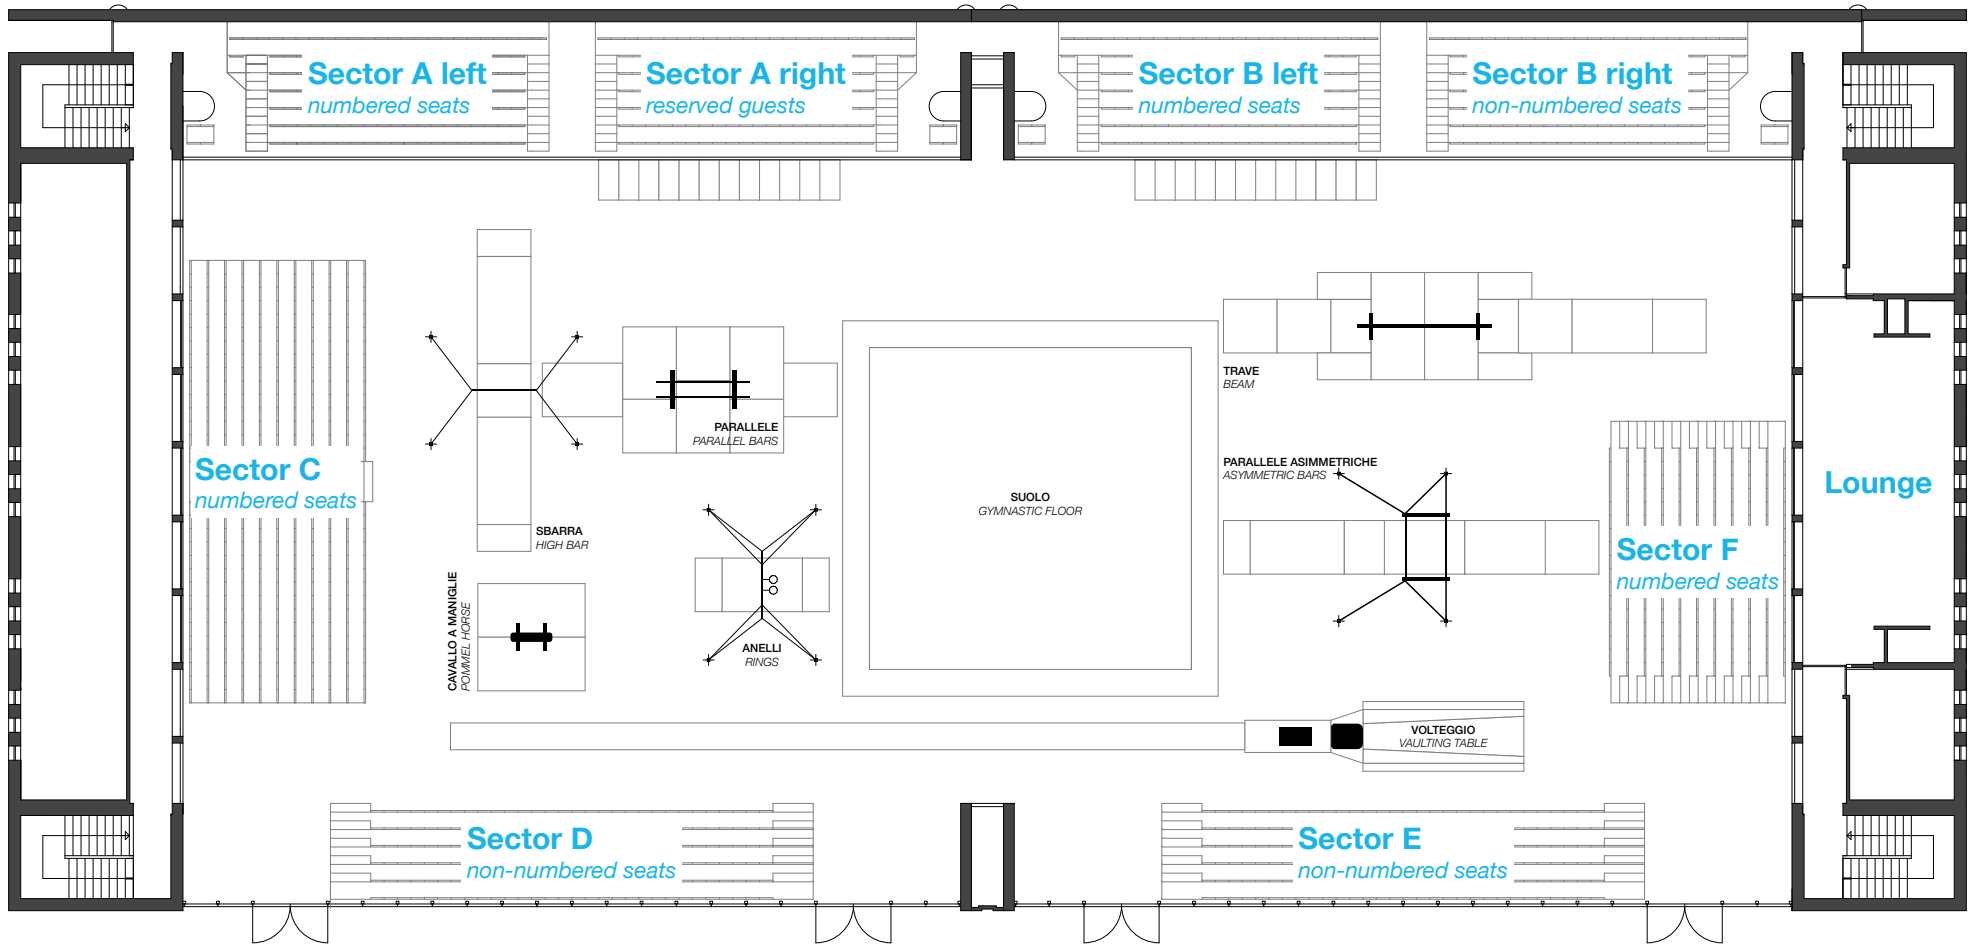 Sector A left
numbered seats
Sector A right
reserved guests
Sector B left
numbered seats
Sector B right
non-numbered seats
TRAVE
BEAM
PARALLELE
PARALLEL BARS
Sector C
numbered seats
PARALLELE ASIMMETRICHE
ASYMMETRIC BARS
Lounge
SUOLO
GYMNASTIC FLOOR
SBARRA
HIGH BAR
Sector F
numbered seats
CAVALLO A MANIGLIE
POMMEL HORSE
ANELLI
RINGS
VOLTEGGIO
VAULTING TABLE
Sector D
non-numbered seats
Sector E
non-numbered seats